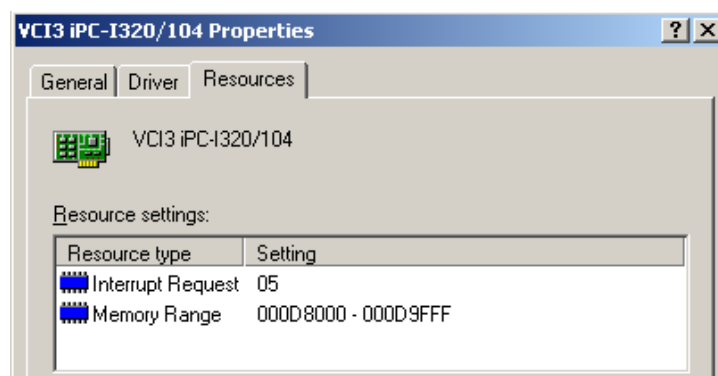 VCI3 iPC-I320/104 Properties
General Driver Resources
VCI3 iPC-I320/104
Resource settings:
Resource type Setting
Interrupt Request 05
Memory Range 000D8000 - 000D9FFF